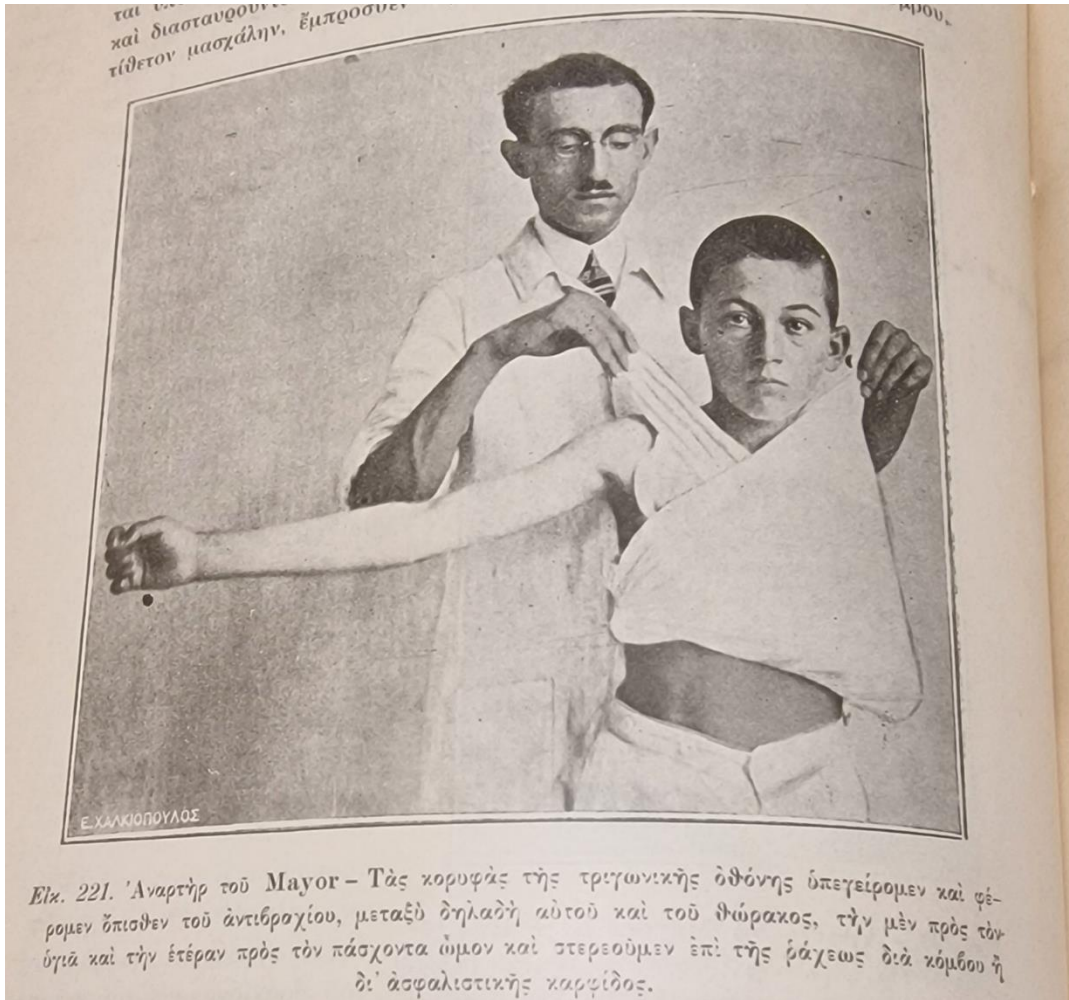 καὶ διασταυροῦντ
τίθετον μασχάλην, ἔμπροσθεν
Ε. ΧΑΛΚΙΟΠΟΥΛΟΣ
Εἰκ. 221. Ἀναρτὴρ τοῦ Mayor – Τὰς κορυφὰς τῆς τριγωνικῆς ὀθόνης ὑπεγείρομεν καὶ φέ-
ρομεν ὄπισθεν τοῦ ἀντιβραχίου, μεταξὺ δηλαδὴ αὐτοῦ καὶ τοῦ θώρακος, τὴν μὲν πρὸς τὸν
ὑγιᾶ καὶ τὴν ἑτέραν πρὸς τὸν πάσχοντα ὦμον καὶ στερεοῦμεν ἐπὶ τῆς ῥάχεως διὰ κόμβου ἢ
δι' ἀσφαλιστικῆς καρφίδος.